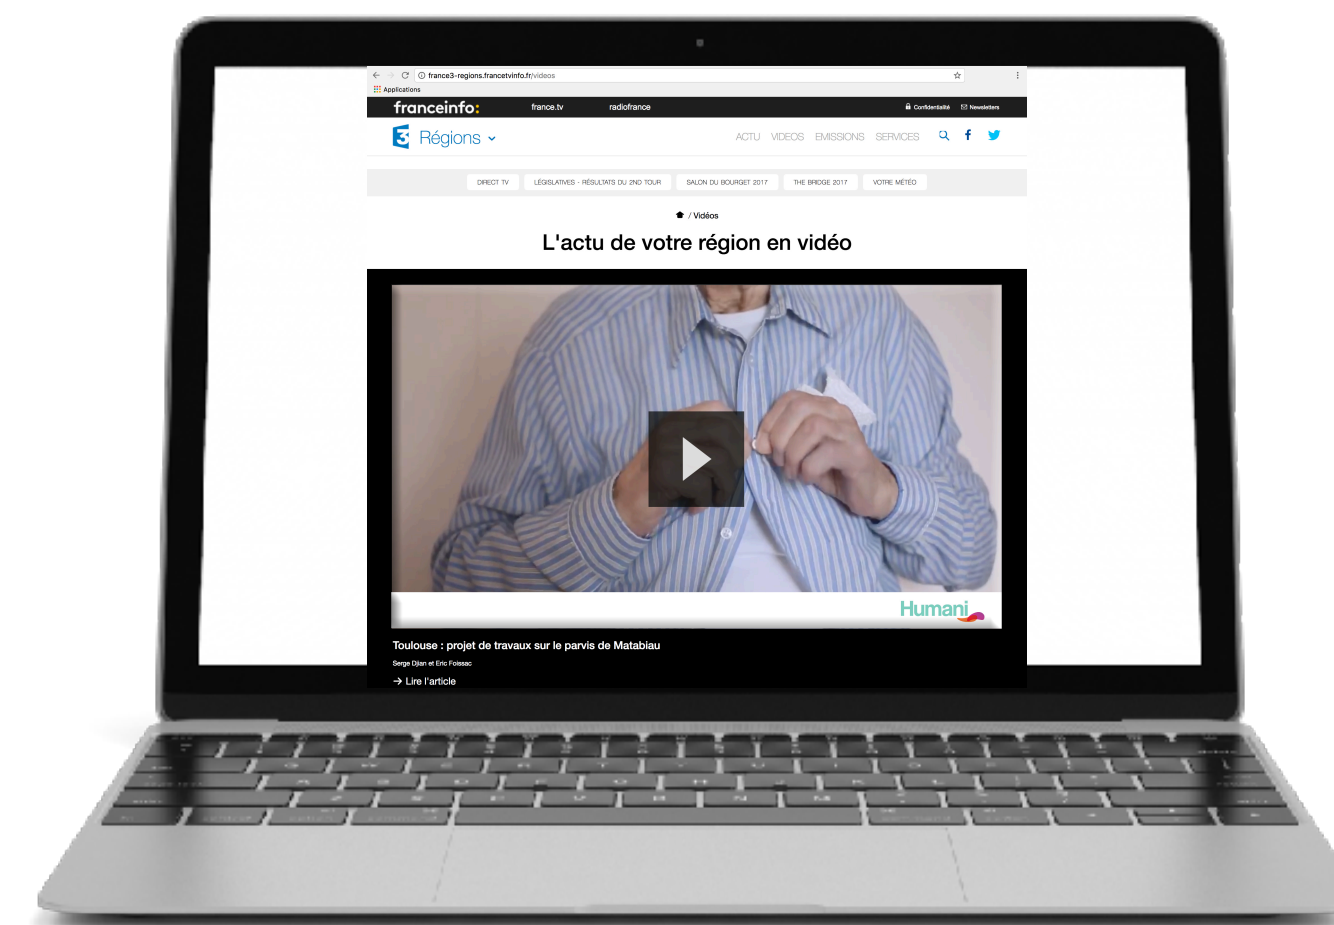 france3-regions.francetvinfo.fr/videos
Applications
franceinfo: france.tv radiofrance Confidentialité Newsletters
3 Régions ACTU VIDEOS EMISSIONS SERVICES
DIRECT TV LÉGISLATIVES - RÉSULTATS DU 2ND TOUR SALON DU BOURGET 2017 THE BRIDGE 2017 VOTRE MÉTÉO
/ Vidéos
L'actu de votre région en vidéo
Humani
Toulouse : projet de travaux sur le parvis de Matabiau
Serge Djian et Eric Foissac
→ Lire l'article